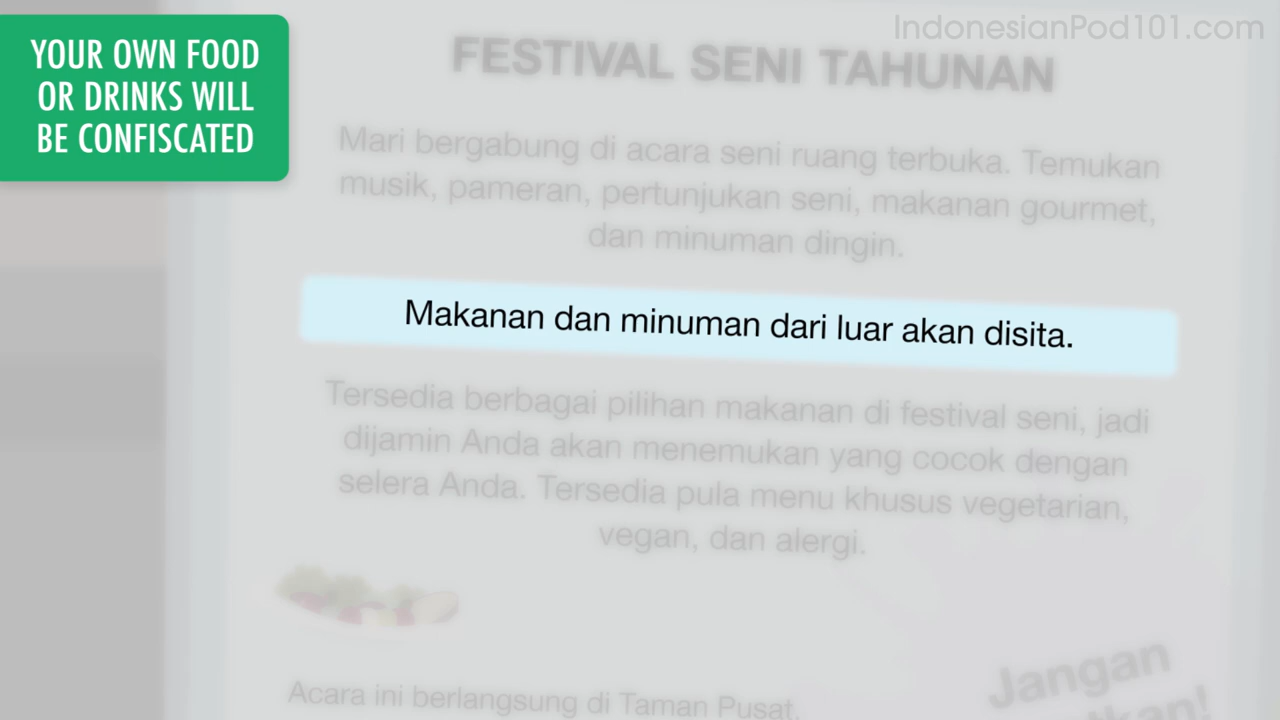 IndonesianPod101.com
YOUR OWN FOOD
OR DRINKS WILL
BE CONFISCATED
FESTIVAL SENI TAHUNAN
Mari bergabung di acara seni ruang terbuka. Temukan
musik, pameran, pertunjukan seni, makanan gourmet,
dan minuman dingin.
Makanan dan minuman dari luar akan disita.
Tersedia berbagai pilihan makanan di festival seni, jadi
dijamin Anda akan menemukan yang cocok dengan
selera Anda. Tersedia pula menu khusus vegetarian,
vegan, dan alergi.
Jangan
Acara ini berlangsung di Taman Pusat,